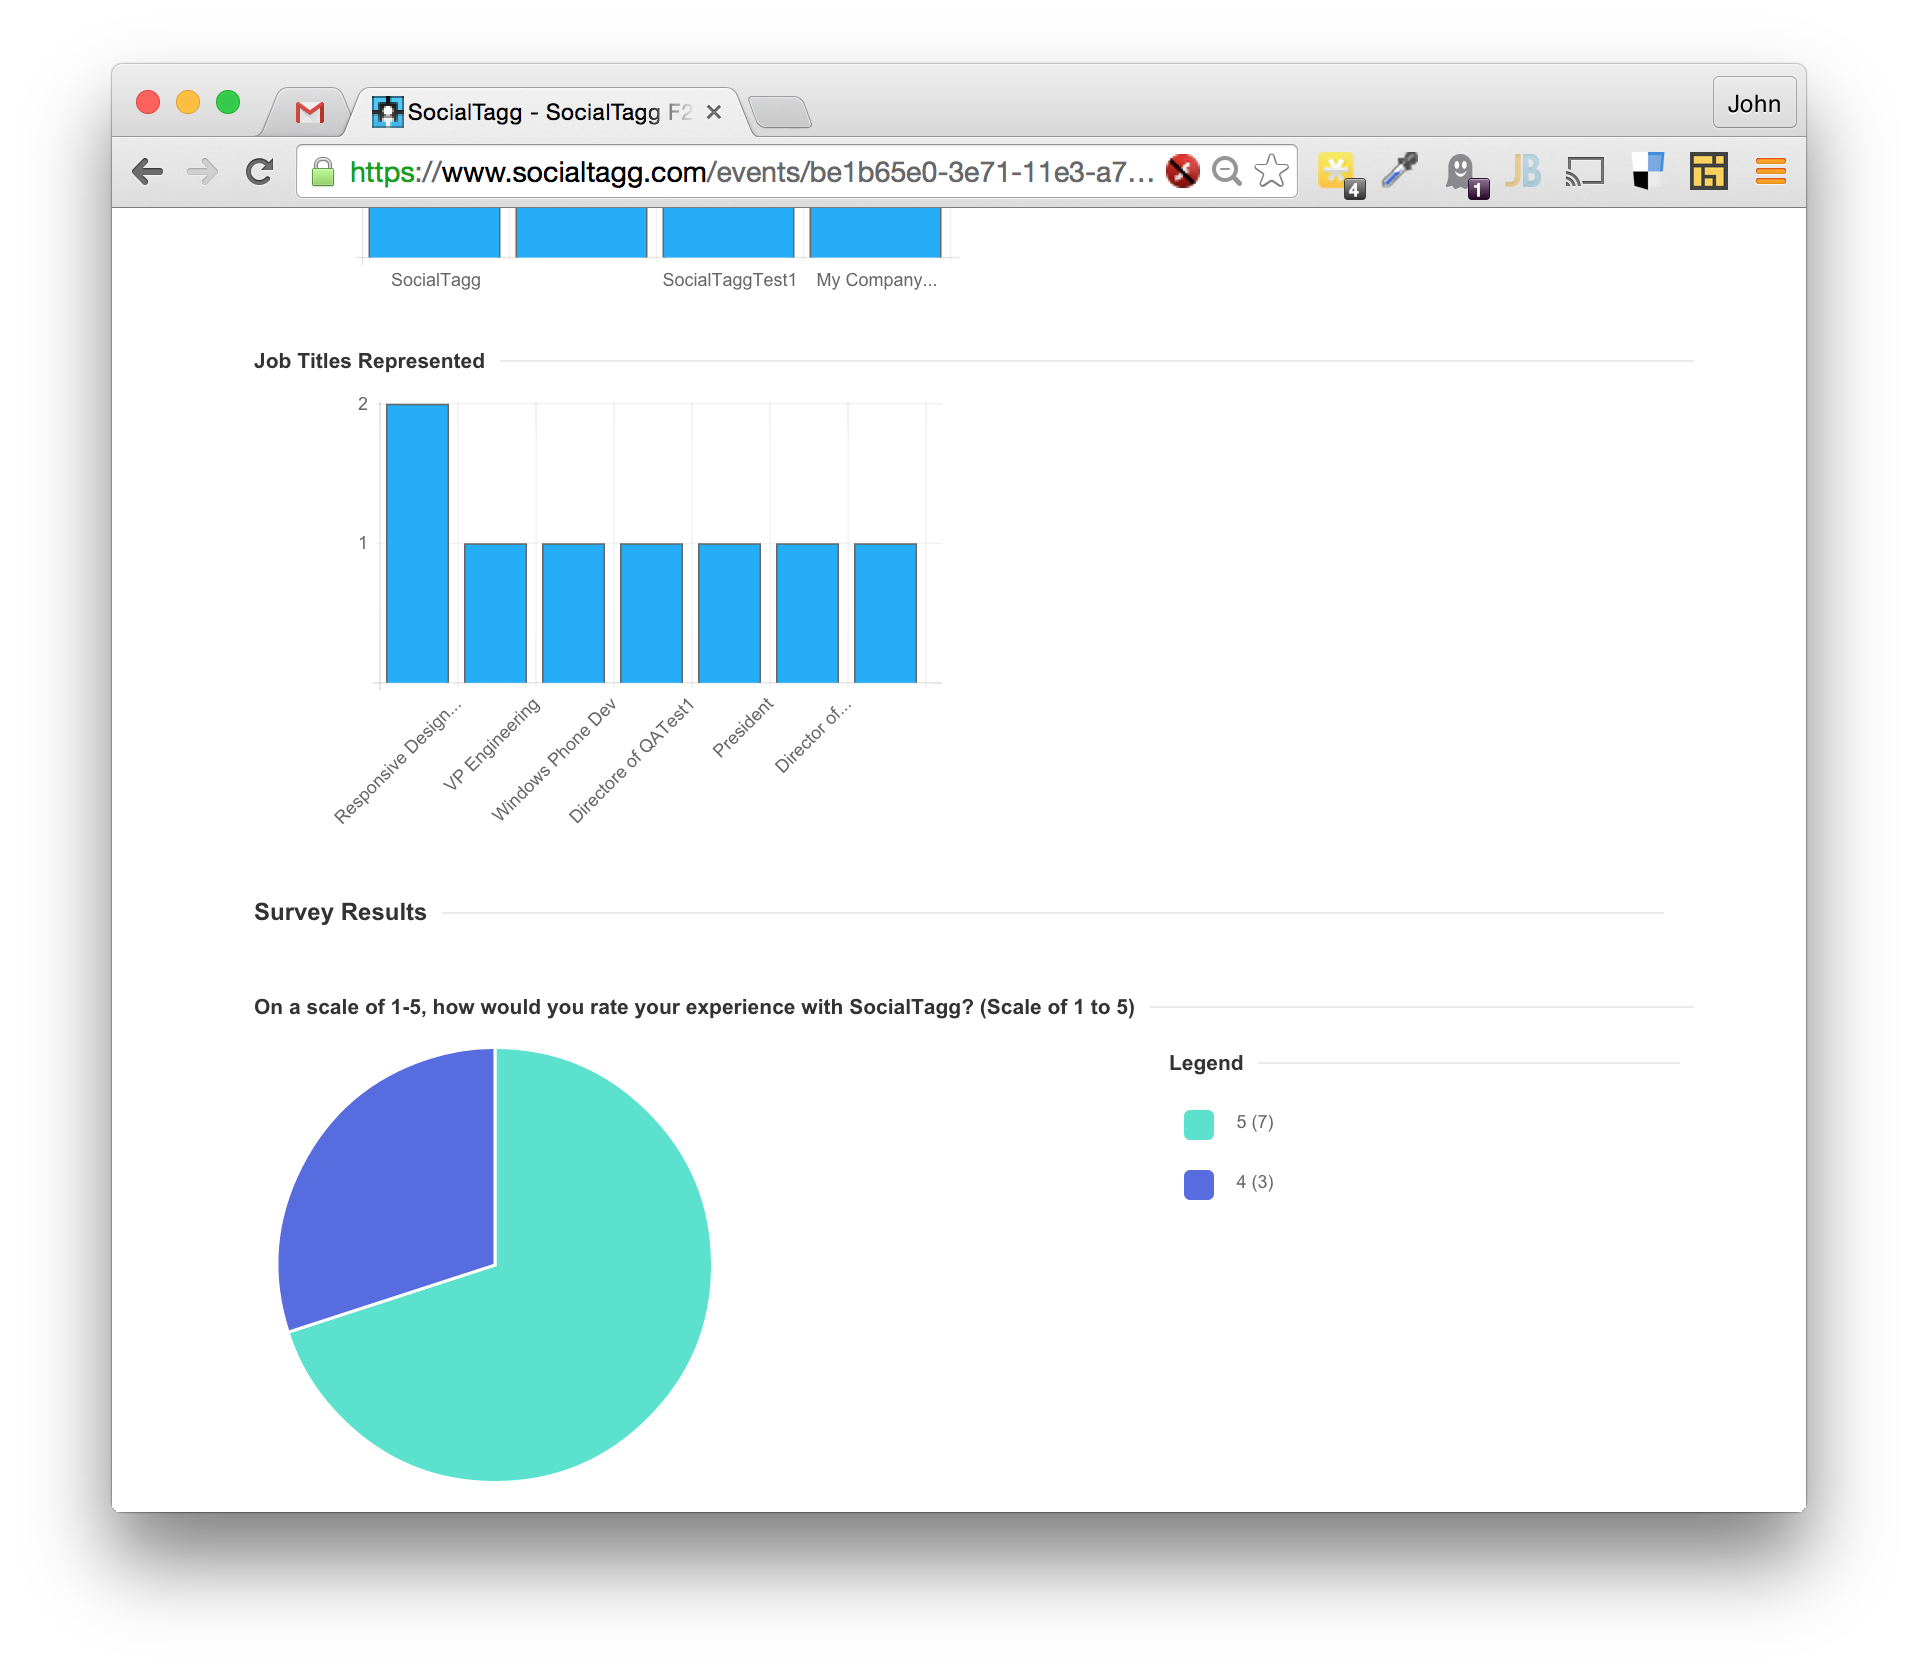 SocialTagg - SocialTagg F2
John
https://www.socialtagg.com/events/be1b65e0-3e71-11e3-a7...
4
1
JB
SocialTagg SocialTaggTest1 My Company...
Job Titles Represented
2
1
Responsive Design...
VP Engineering
Windows Phone Dev
Directore of QATest1
President
Director of...
Survey Results
On a scale of 1-5, how would you rate your experience with SocialTagg? (Scale of 1 to 5)
Legend
5 (7)
4 (3)